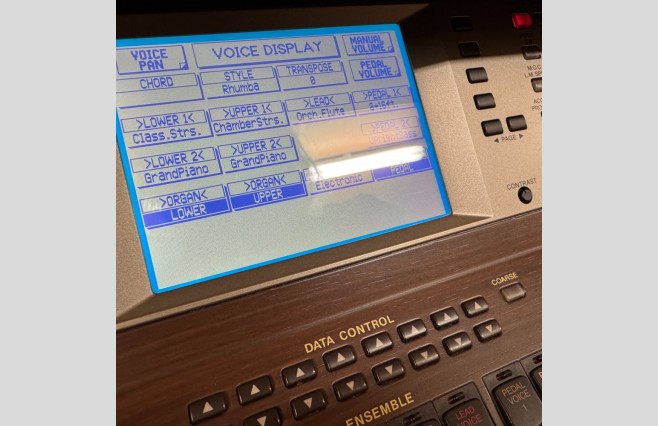 VOICE PAN
VOICE DISPLAY
MANUAL VOLUME
CHORD
STYLE
Rhumba
TRANSPOSE
0
PEDAL VOLUME
>LOWER 1<
Class.Strs.
>UPPER 1<
ChamberStrs.
>LEAD<
Orch.Flute
>PEDAL 1<
>LOWER 2<
GrandPiano
>UPPER 2<
GrandPiano
>ORGAN<
LOWER
>ORGAN<
UPPER
Electronic
PEDAL
◀ PAGE ▶
CONTRAST
COARSE
DATA CONTROL
ENSEMBLE
LEAD
PEDAL VOICE 1